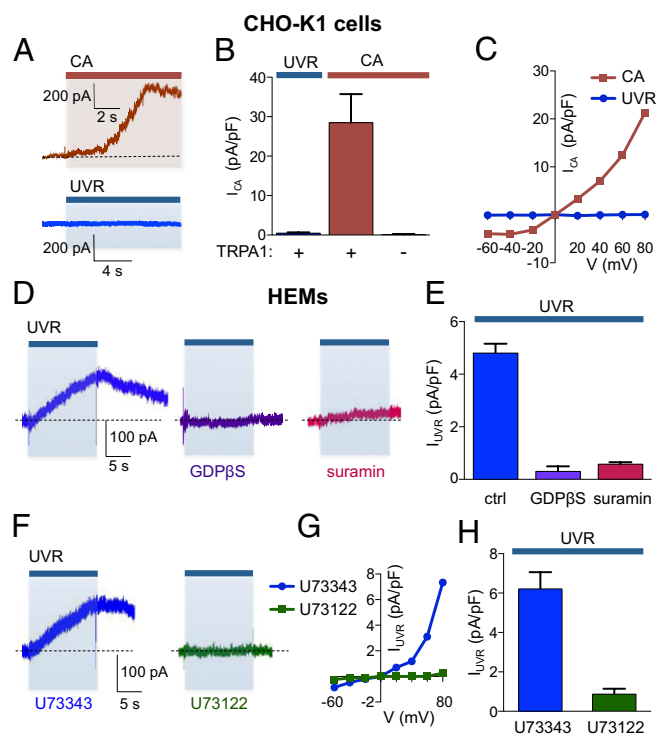 CHO-K1 cells
A
CA
200 pA
2 s
UVR
200 pA
4 s
B
UVR CA
40
30
20
10
0
I_CA (pA/pF)
TRPA1: + + -
C
30
CA
UVR
20
10
I_CA (pA/pF)
-60 -40 -20 20 40 60 80
-10 V (mV)
HEMs
D
UVR
100 pA
5 s
GDPβS
suramin
E
UVR
6
4
2
0
I_UVR (pA/pF)
ctrl GDPβS suramin
F
UVR
100 pA
5 s
U73343
U73122
G
U73343
U73122
8
6
4
2
I_UVR (pA/pF)
-60 -2 80
V (mV)
H
UVR
8
6
4
2
0
I_UVR (pA/pF)
U73343 U73122